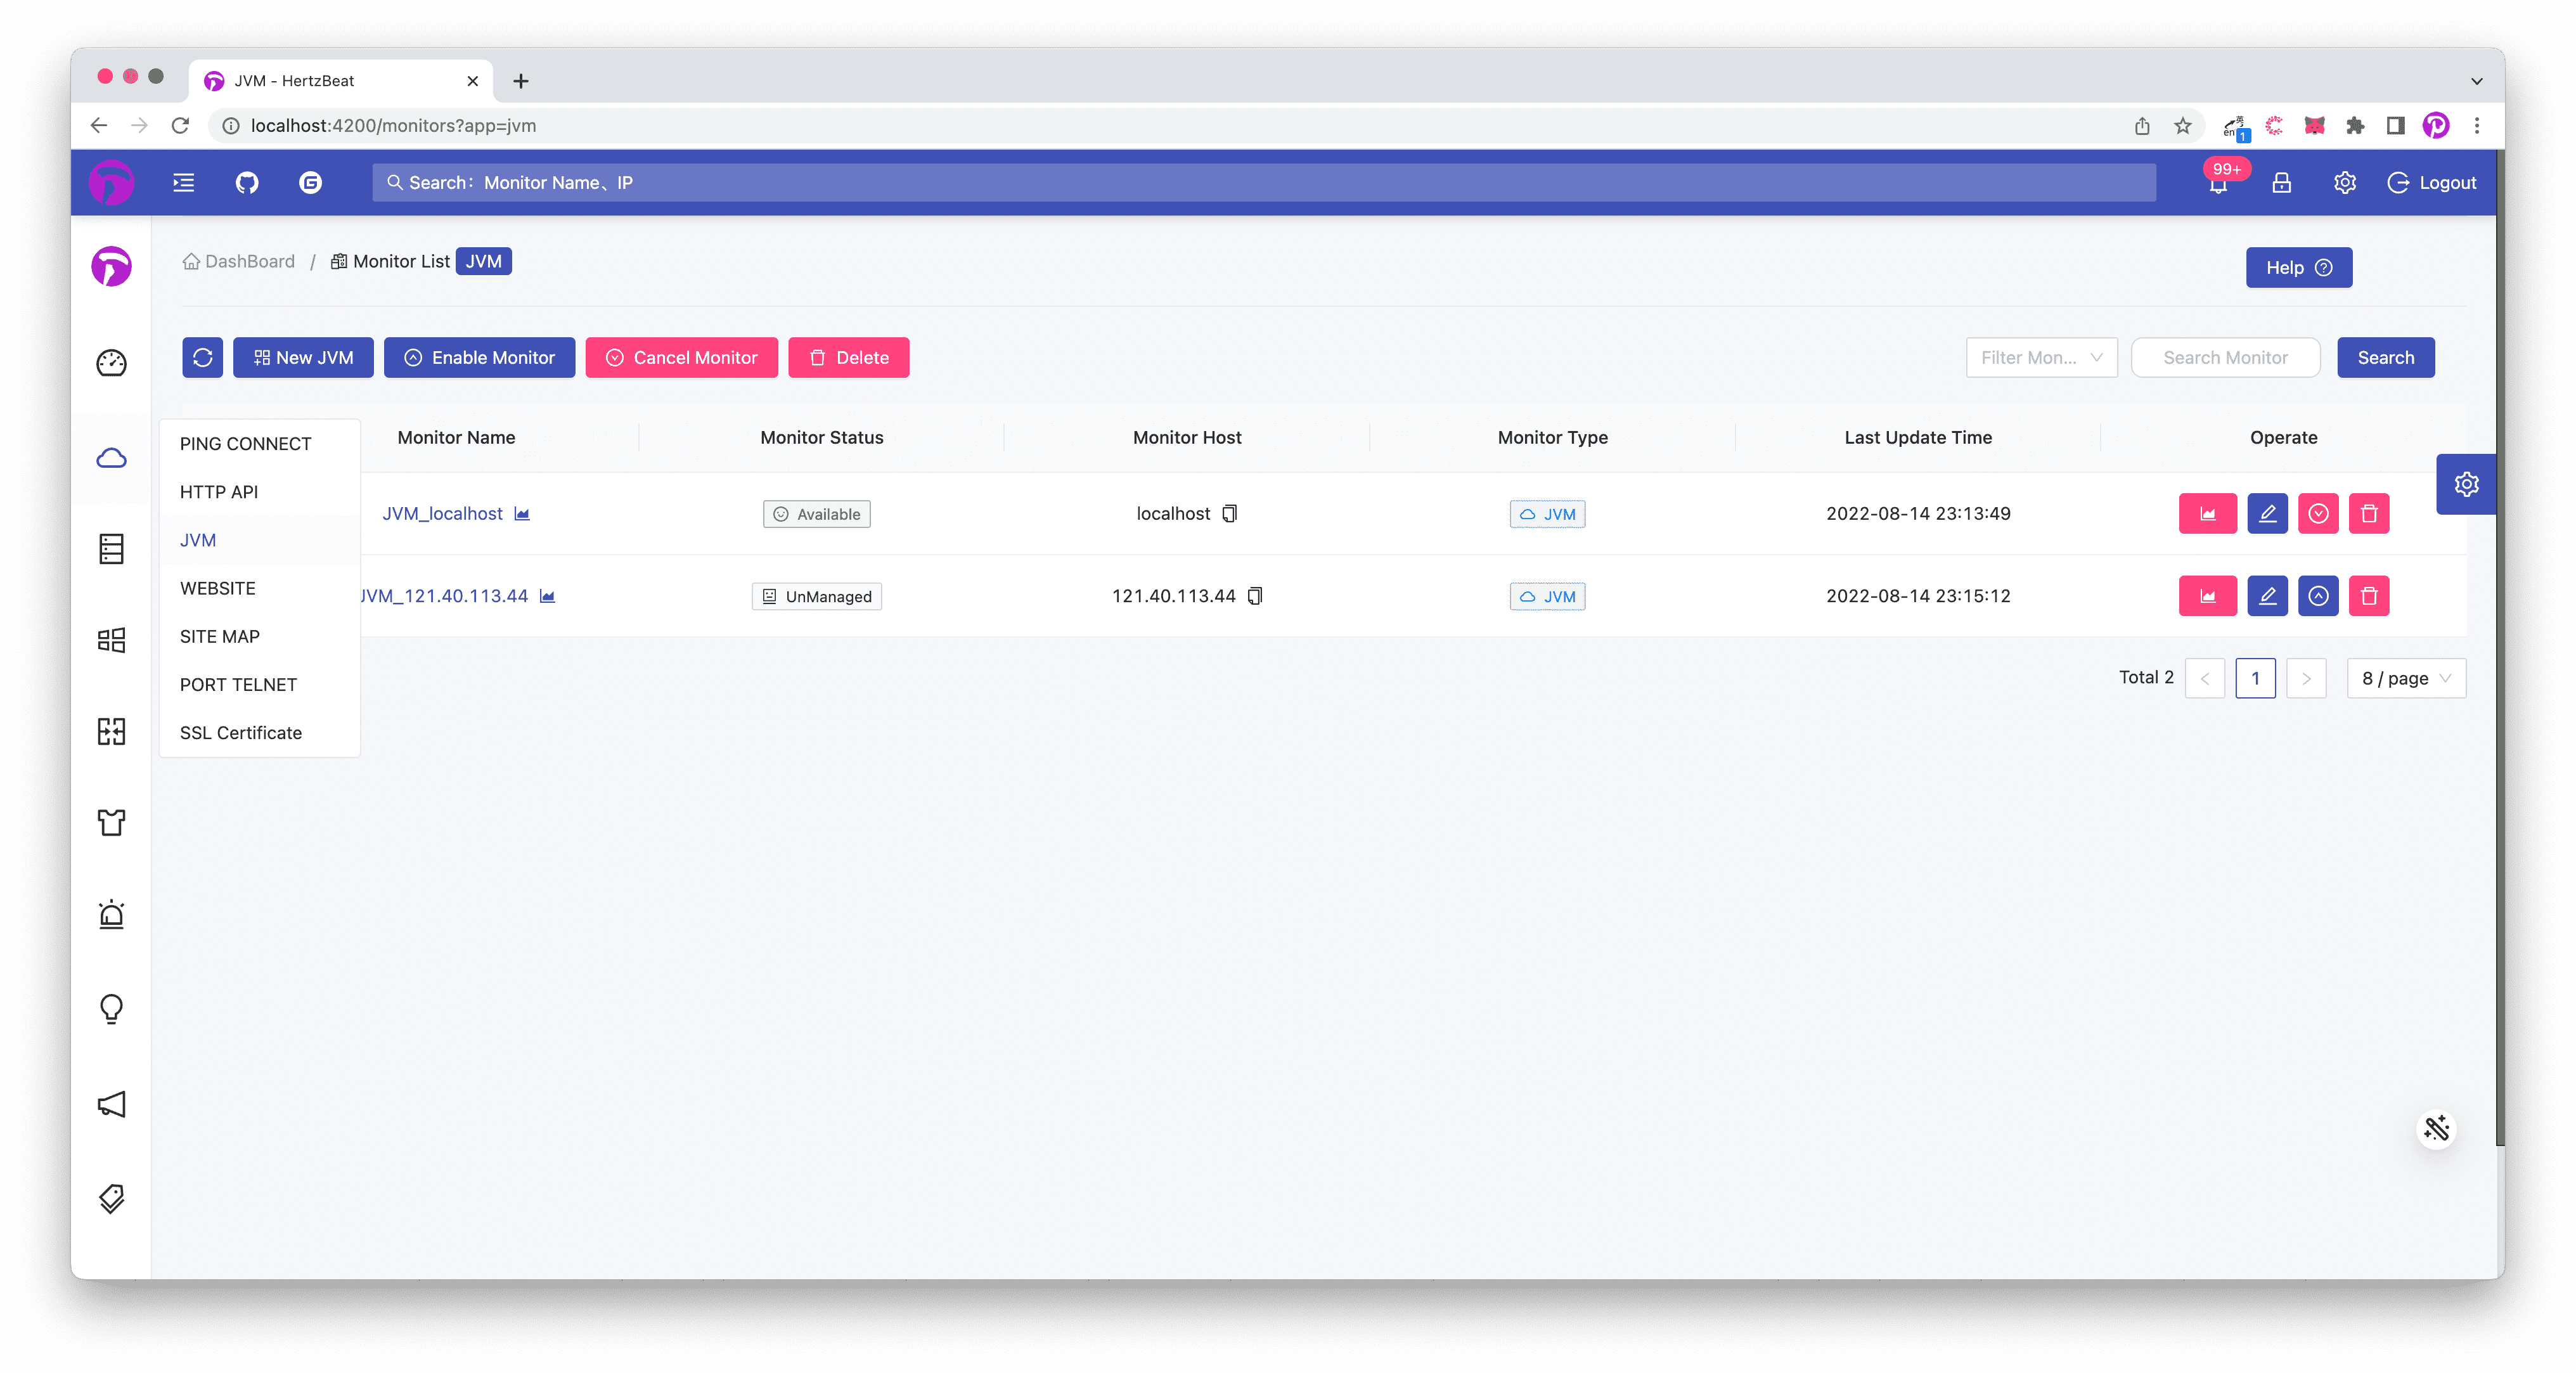 JVM - HertzBeat
localhost:4200/monitors?app=jvm
英
en
1
Search: Monitor Name、IP
99+
Logout
DashBoard / Monitor List JVM
Help
New JVM
Enable Monitor
Cancel Monitor
Delete
Filter Mon...
Search Monitor
Search
PING CONNECT
HTTP API
JVM
WEBSITE
SITE MAP
PORT TELNET
SSL Certificate
Monitor Name Monitor Status Monitor Host Monitor Type Last Update Time Operate
JVM_localhost Available localhost JVM 2022-08-14 23:13:49
JVM_121.40.113.44 UnManaged 121.40.113.44 JVM 2022-08-14 23:15:12
Total 2 < 1 > 8 / page